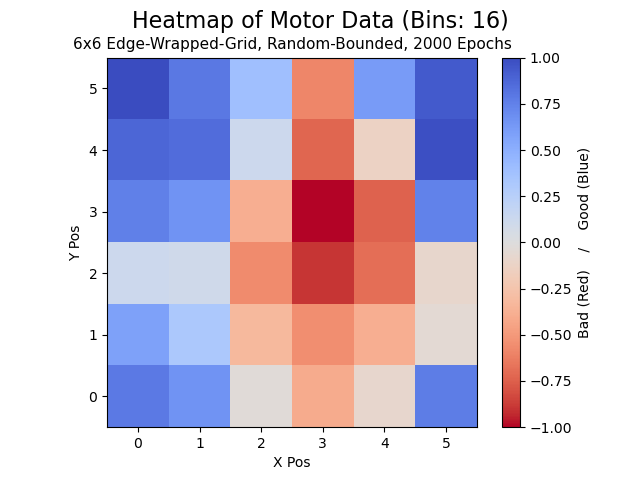 Heatmap of Motor Data (Bins: 16)
6x6 Edge-Wrapped-Grid, Random-Bounded, 2000 Epochs
5
4
3
2
1
0
Y Pos
0 1 2 3 4 5
X Pos
1.00
0.75
0.50
0.25
0.00
−0.25
−0.50
−0.75
−1.00
Bad (Red) / Good (Blue)